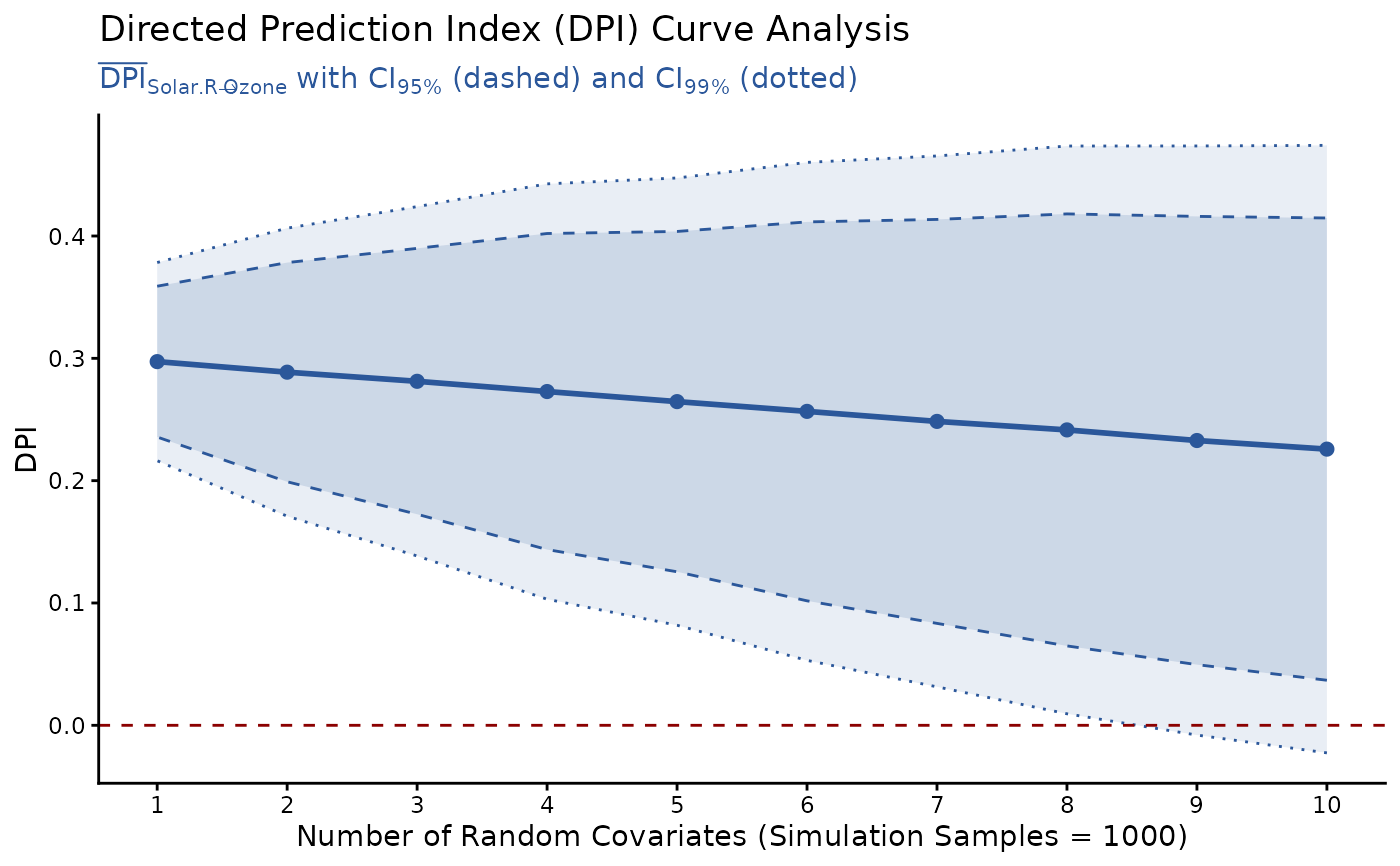 Directed Prediction Index (DPI) Curve Analysis
DPI Solar.R→Ozone with CI95% (dashed) and CI99% (dotted)
0.4
0.3
0.2
0.1
0.0
DPI
1 2 3 4 5 6 7 8 9 10
Number of Random Covariates (Simulation Samples = 1000)